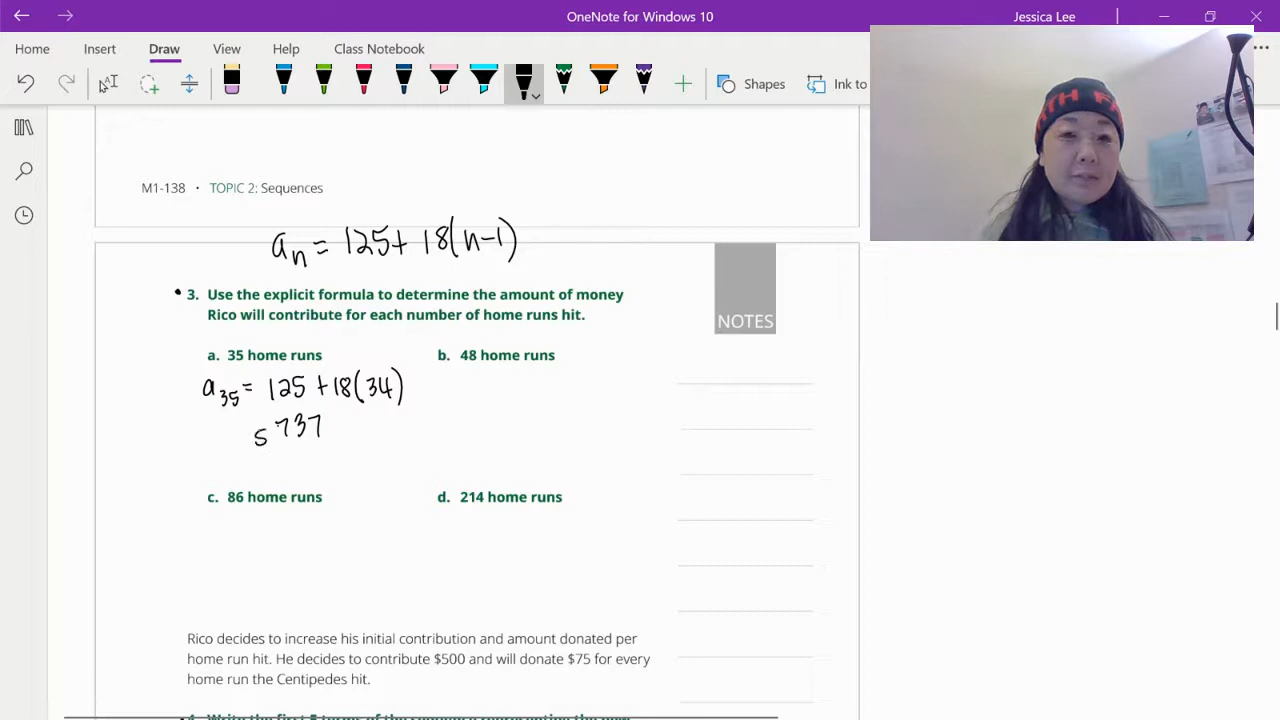 OneNote for Windows 10
Jessica Lee
Home Insert Draw View Help Class Notebook
Shapes
Ink to
M1-138 • TOPIC 2: Sequences
aₙ = 125 + 18(n-1)
• 3. Use the explicit formula to determine the amount of money
Rico will contribute for each number of home runs hit.
NOTES
a. 35 home runs
b. 48 home runs
a₃₅ = 125 + 18(34)
737
c. 86 home runs
d. 214 home runs
Rico decides to increase his initial contribution and amount donated per
home run hit. He decides to contribute $500 and will donate $75 for every
home run the Centipedes hit.